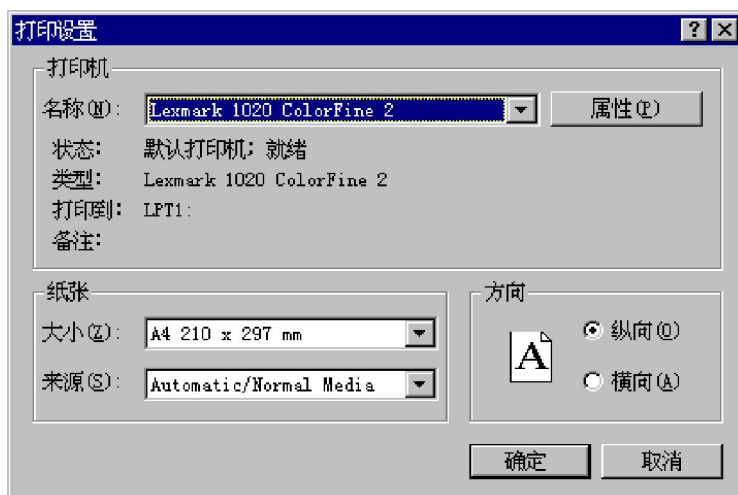 打印设置
打印机
名称(N): Lexmark 1020 ColorFine 2 属性(P)
状态: 默认打印机; 就绪
类型: Lexmark 1020 ColorFine 2
打印到: LPT1:
备注:
纸张
大小(Z): A4 210 x 297 mm
来源(S): Automatic/Normal Media
方向
A
纵向(O)
横向(A)
确定 取消